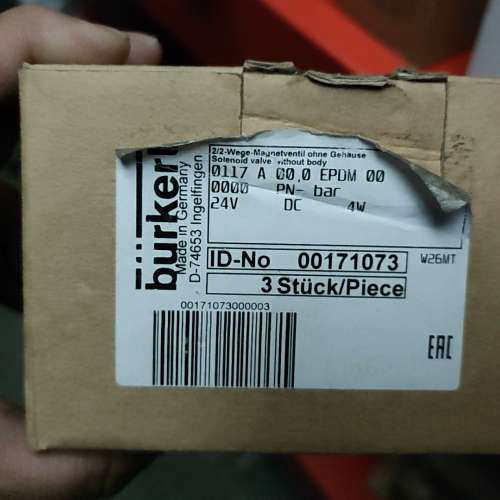 bürkert
Made in Germany
D-74653 Ingelfingen
2/2-Wege-Magnetventil ohne Gehäuse
Solenoid valve without body
0117 A 00,0 EPDM 00
0000 PN- bar
24V DC 4W
ID-No 00171073
W26MT
3 Stück/Piece
00171073000003
EAC